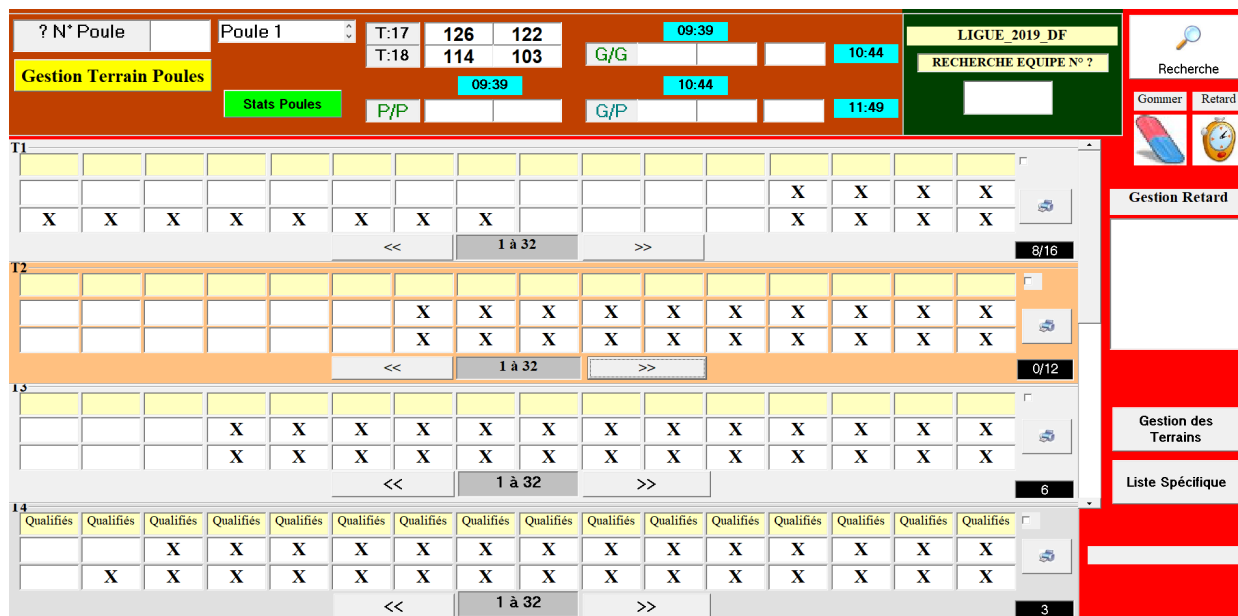 ? N° Poule Poule 1 T:17 126 122 09:39 LIGUE_2019_DF
T:18 114 103 G/G 10:44 RECHERCHE EQUIPE N° ? Recherche
Gestion Terrain Poules 09:39 10:44
Stats Poules P/P G/P 11:49 Gommer Retard
T1
X X X X Gestion Retard
X X X X X X X X X X X X
<< 1 à 32 >> 8/16
T2
X X X X X X X X X X
X X X X X X X X X X
<< 1 à 32 >> 0/12
T3
X X X X X X X X X X X X X Gestion des
Terrains
X X X X X X X X X X X X X
<< 1 à 32 >> 6 Liste Spécifique
T4
Qualifiés Qualifiés Qualifiés Qualifiés Qualifiés Qualifiés Qualifiés Qualifiés Qualifiés Qualifiés Qualifiés Qualifiés Qualifiés Qualifiés Qualifiés Qualifiés
X X X X X X X X X X X X X X
X X X X X X X X X X X X X X X
<< 1 à 32 >> 3